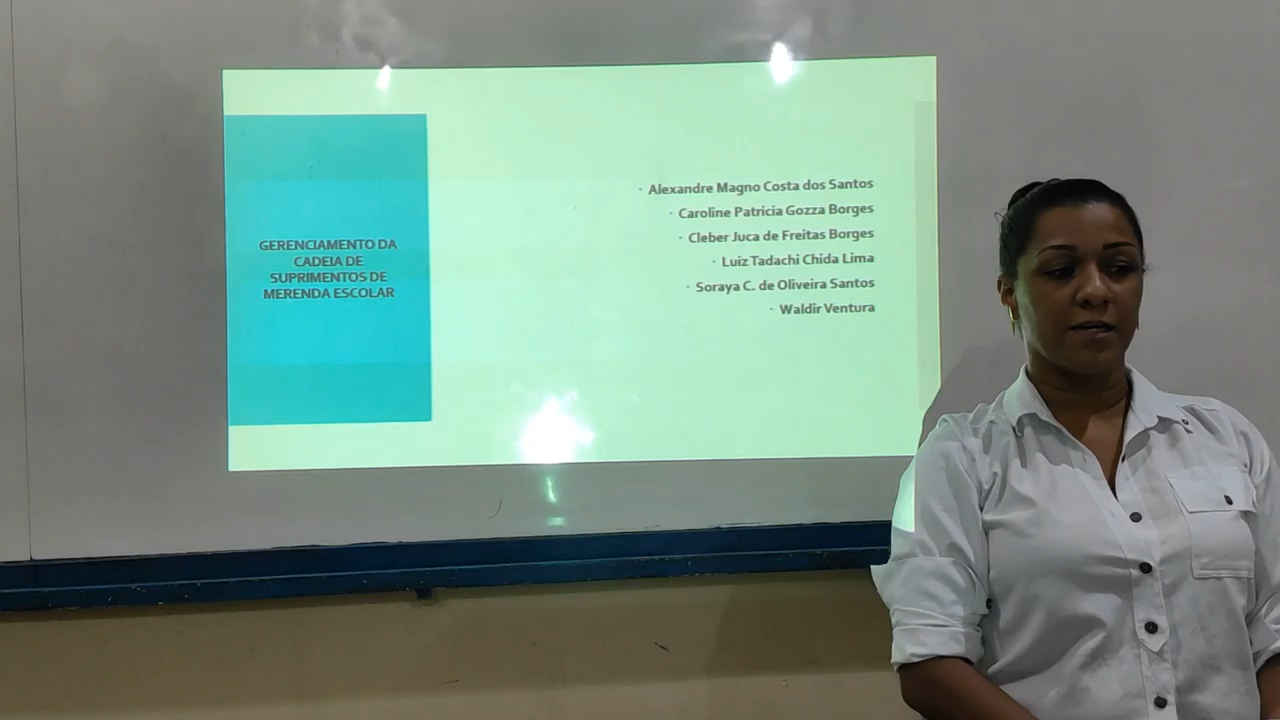 GERENCIAMENTO DA
CADEIA DE
SUPRIMENTOS DE
MERENDA ESCOLAR
· Alexandre Magno Costa dos Santos
· Caroline Patricia Gozza Borges
· Cleber Juca de Freitas Borges
· Luiz Tadachi Chida Lima
· Soraya C. de Oliveira Santos
· Waldir Ventura